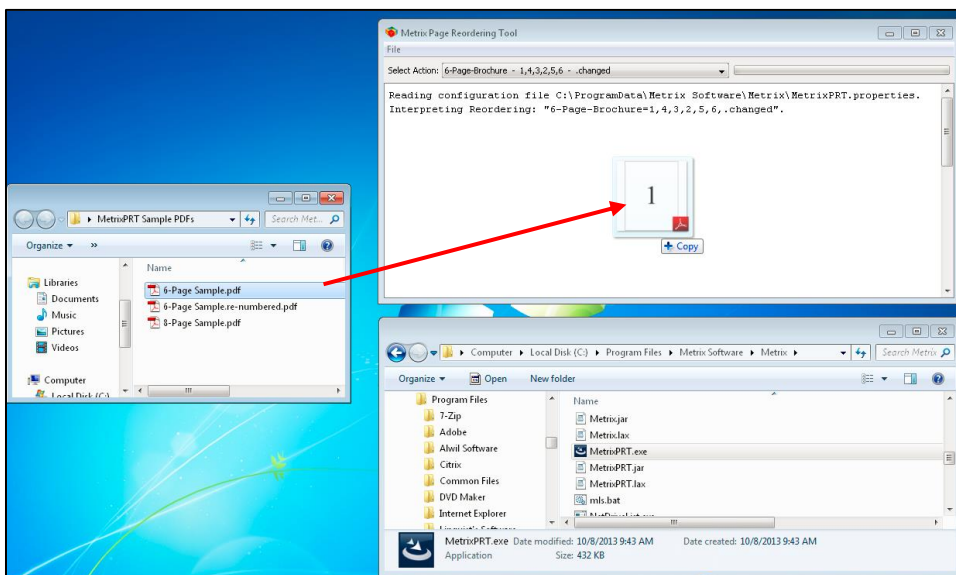 Metrix Page Reordering Tool
File
Select Action: 6-Page-Brochure - 1,4,3,2,5,6 - .changed
Reading configuration file C:\ProgramData\Metrix Software\Metrix\MetrixPRT.properties.
Interpreting Reordering: "6-Page-Brochure=1,4,3,2,5,6,.changed".
1
Copy
MetrixPRT Sample PDFs
Search Met...
Organize
»
Name
Libraries
Documents
Music
Pictures
Videos
Computer
Local Disk (C:)
6-Page Sample.pdf
6-Page Sample.re-numbered.pdf
8-Page Sample.pdf
Computer Local Disk (C:) Program Files Metrix Software Metrix
Search Metrix
Organize Open New folder
Program Files
7-Zip
Adobe
Alwil Software
Citrix
Common Files
DVD Maker
Internet Explorer
Name
Metrix.jar
Metrix.lax
MetrixPRT.exe
MetrixPRT.jar
MetrixPRT.lax
mls.bat
MetrixPRT.exe Date modified: 10/8/2013 9:43 AM Date created: 10/8/2013 9:43 AM
Application Size: 432 KB